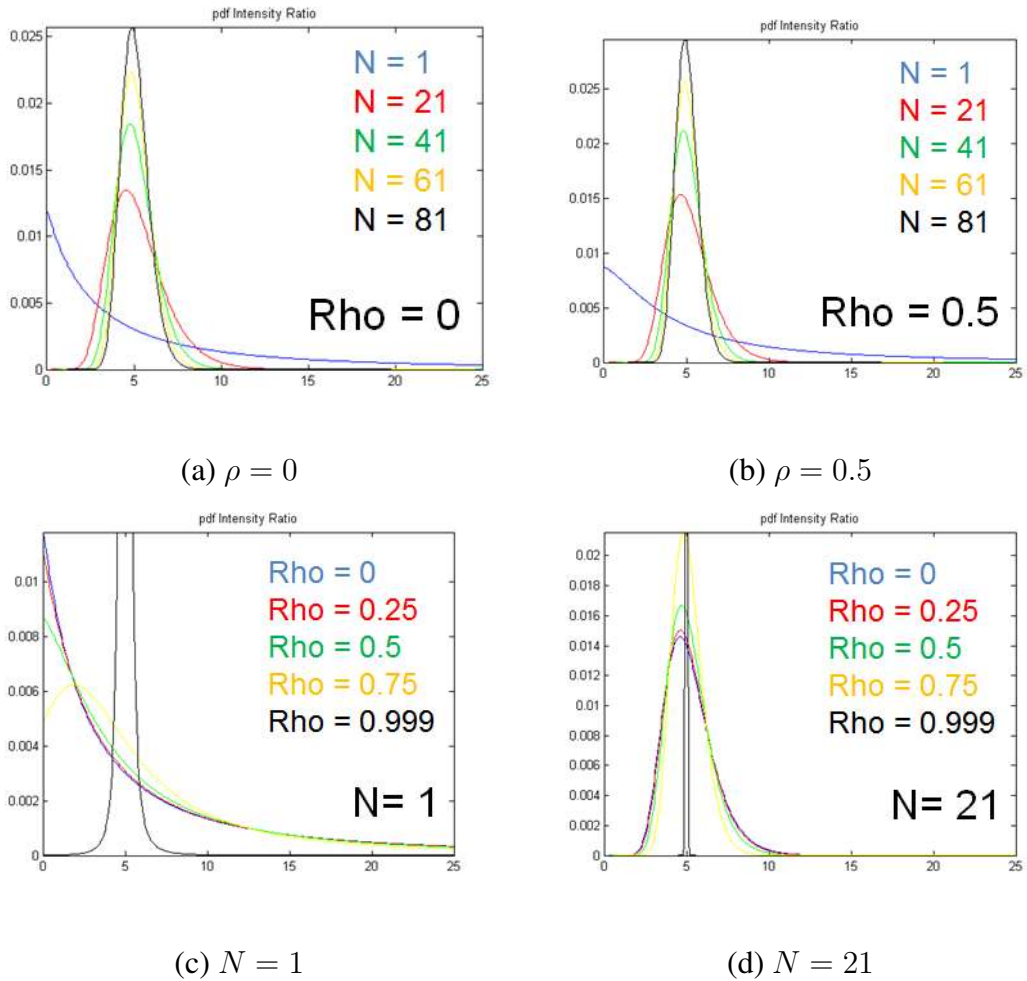 pdf Intensity Ratio
0.025
0.02
0.015
0.01
0.005
0
0 5 10 15 20 25
N = 1
N = 21
N = 41
N = 61
N = 81
Rho = 0
(a) ρ = 0
pdf Intensity Ratio
0.025
0.02
0.015
0.01
0.005
0
0 5 10 15 20 25
N = 1
N = 21
N = 41
N = 61
N = 81
Rho = 0.5
(b) ρ = 0.5
pdf Intensity Ratio
0.01
0.008
0.006
0.004
0.002
0
0 5 10 15 20 25
Rho = 0
Rho = 0.25
Rho = 0.5
Rho = 0.75
Rho = 0.999
N= 1
(c) N = 1
pdf Intensity Ratio
0.02
0.018
0.016
0.014
0.012
0.01
0.008
0.006
0.004
0.002
0
0 5 10 15 20 25
Rho = 0
Rho = 0.25
Rho = 0.5
Rho = 0.75
Rho = 0.999
N= 21
(d) N = 21